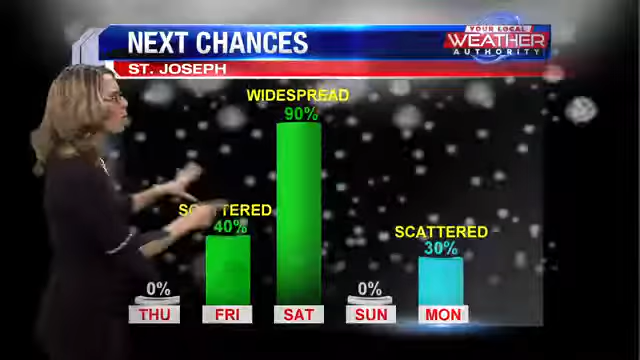 NEXT CHANCES
YOUR LOCAL
WEATHER
AUTHORITY
ST. JOSEPH
WIDESPREAD
90%
SCATTERED
40%
SCATTERED
30%
0%
0%
THU
FRI
SAT
SUN
MON